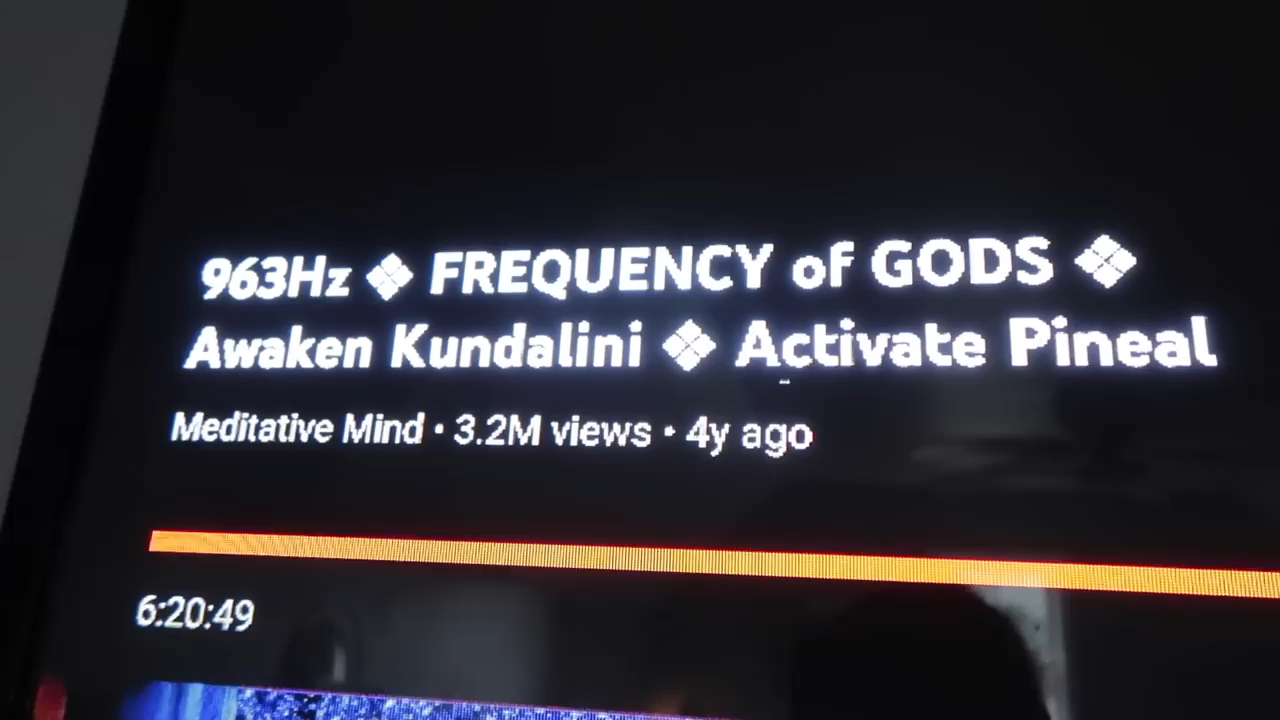 963Hz ❖ FREQUENCY of GODS ❖
Awaken Kundalini ❖ Activate Pineal
Meditative Mind • 3.2M views • 4y ago
6:20:49